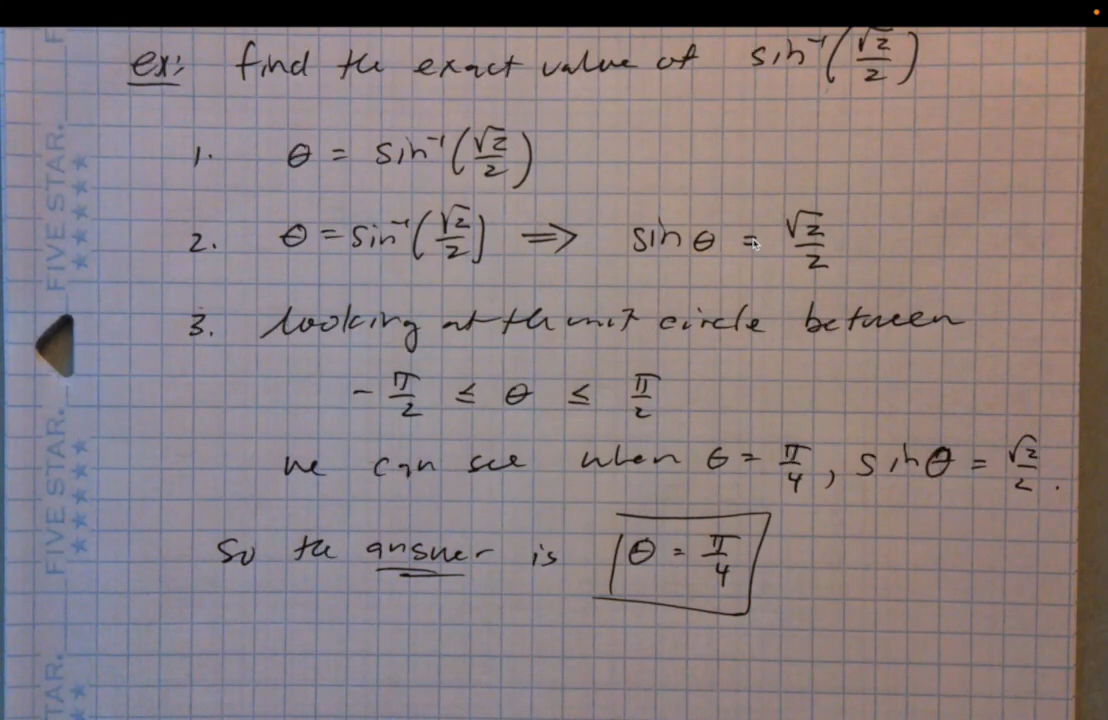 ex: find the exact value of sin⁻¹(√2/2)
1. θ = sin⁻¹(√2/2)
2. θ = sin⁻¹(√2/2) ⇒ sin θ = √2/2
3. looking at the unit circle between
-π/2 ≤ θ ≤ π/2
we can see when θ = π/4, sin θ = √2/2.
So the answer is θ = π/4
FIVE STAR.
FIVE STAR.
STAR.